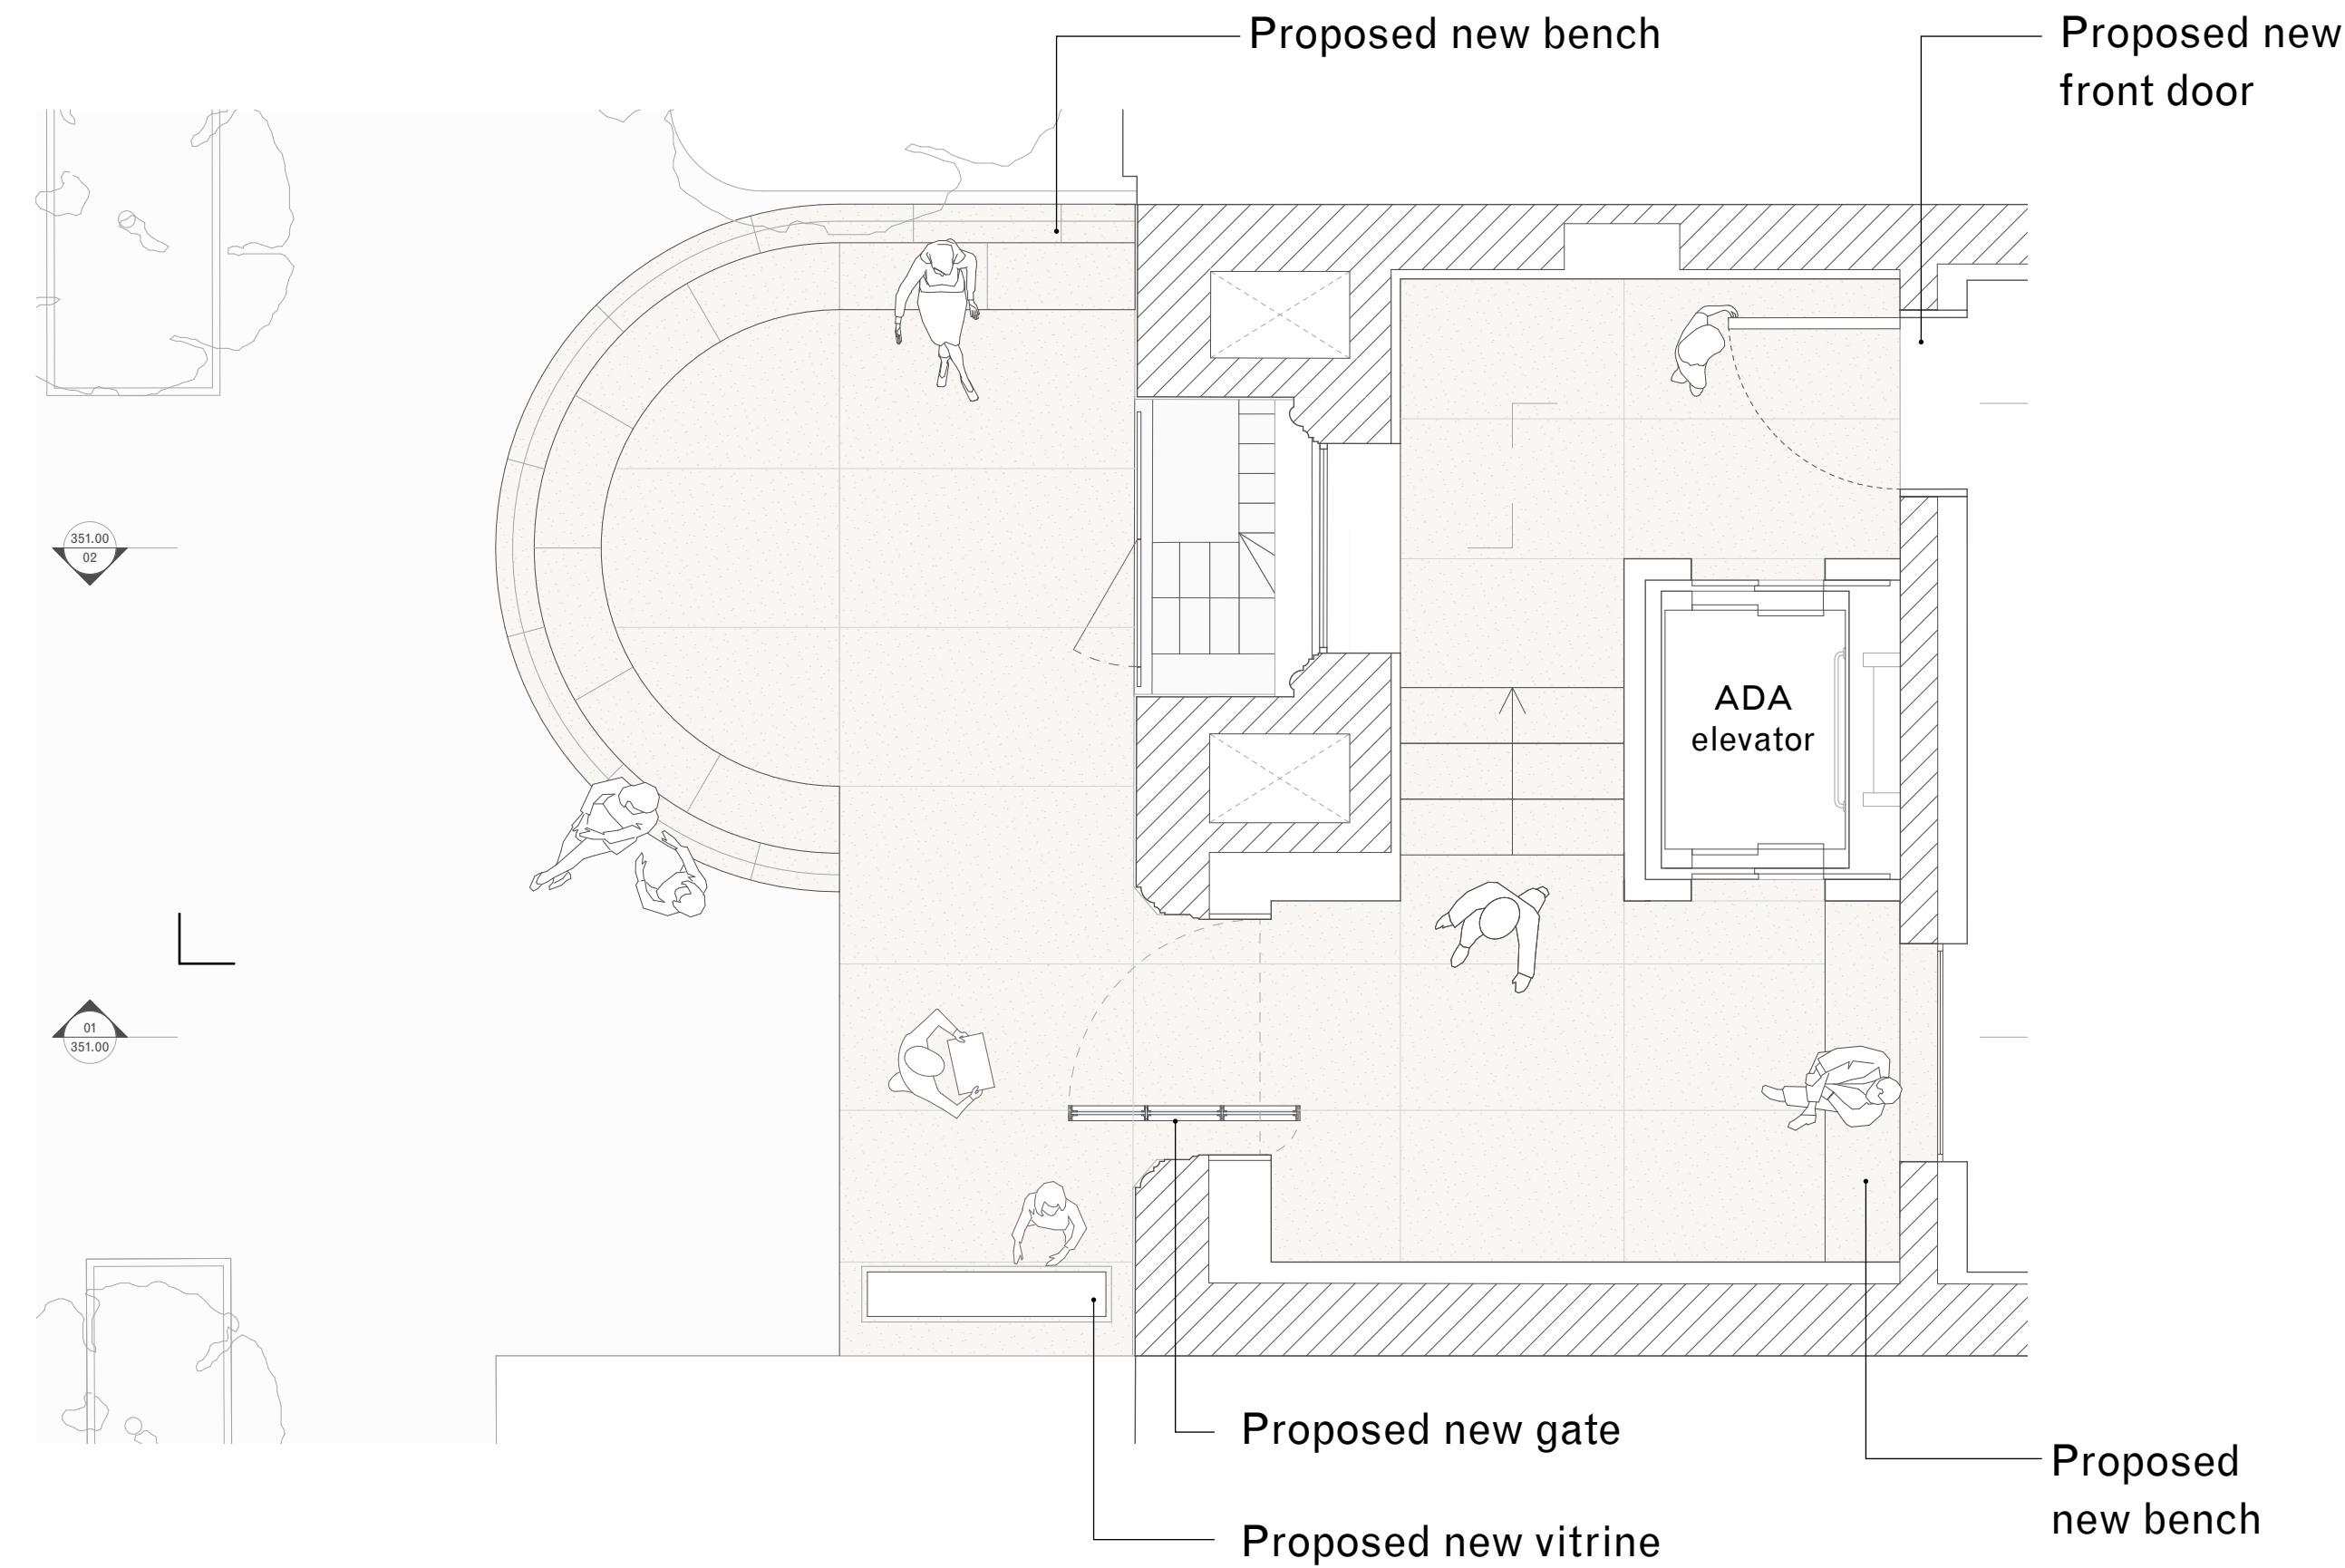 Proposed new bench
Proposed new
front door
351.00
02
ADA
elevator
01
351.00
Proposed new gate
Proposed
new bench
Proposed new vitrine